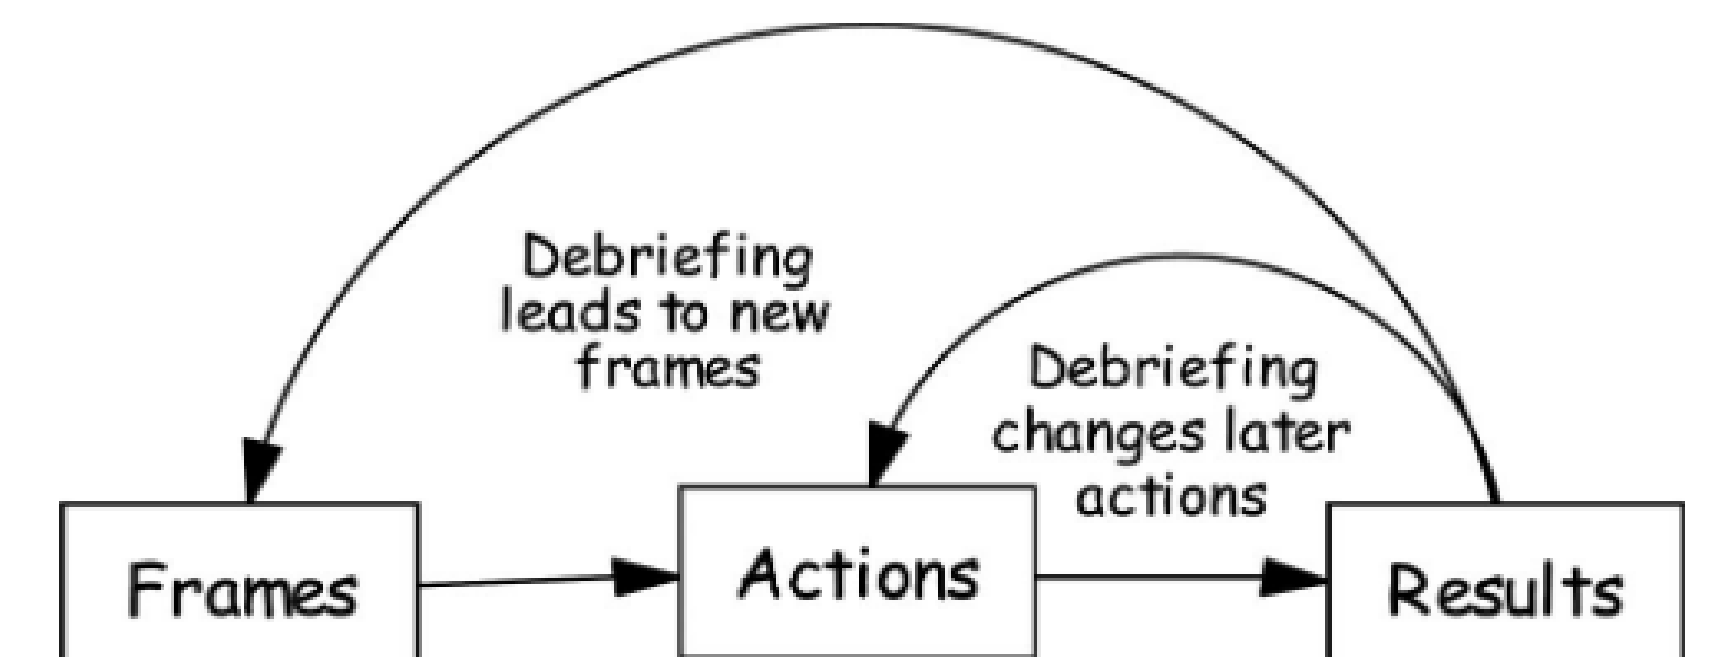 Debriefing
leads to new
frames
Debriefing
changes later
actions
Frames
Actions
Results